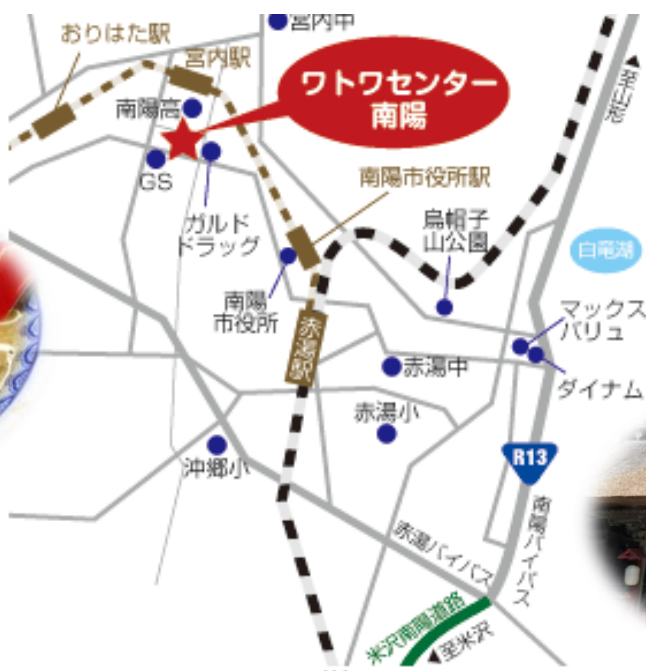 宮内中
おりはた駅
宮内駅
ワトワセンター
南陽
▲至山形
南陽高
GS
ガルド
ドラッグ
南陽市役所駅
烏帽子
山公園
白竜湖
南陽
市役所
マックス
バリュ
赤湯駅
赤湯中
ダイナム
赤湯小
沖郷小
R13
南陽バイパス
赤湯バイパス
米沢南陽道路
▲至米沢